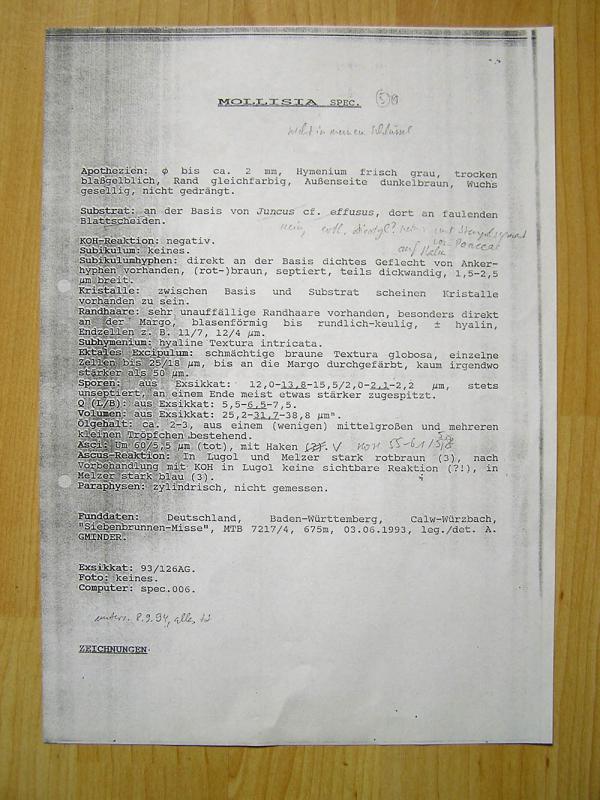 MOLLISIA SPEC.
nicht in meinem Schlüssel
Apothezien: φ bis ca. 2 mm, Hymenium frisch grau, trocken
blaßgelblich, Rand gleichfarbig, Außenseite dunkelbraun, Wuchs
gesellig, nicht gedrängt.
Substrat: an der Basis von Juncus cf. effusus, dort an faulenden
Blattscheiden.
KOH-Reaktion: negativ.
Subikulum: keines.
Subikulumhyphen: direkt an der Basis dichtes Geflecht von Anker-
hyphen vorhanden, (rot-)braun, septiert, teils dickwandig, 1,5-2,5
µm breit.
Kristalle: zwischen Basis und Substrat scheinen Kristalle
vorhanden zu sein.
Randhaare: sehr unauffällige Randhaare vorhanden, besonders direkt
an der Margo, blasenförmig bis rundlich-keulig, ± hyalin,
Endzellen z. B. 11/7, 12/4 µm.
Subhymenium: hyaline Textura intricata.
Ektales Excipulum: schmächtige braune Textura globosa, einzelne
Zellen bis 25/18 µm, bis an die Margo durchgefärbt, kaum irgendwo
stärker als 50 µm.
Sporen: aus Exsikkat: 12,0-13,8-15,5/2,0-2,1-2,2 µm, stets
unseptiert, an einem Ende meist etwas stärker zugespitzt.
Q (L/B): aus Exsikkat: 5,5-6,5-7,5.
Volumen: aus Exsikkat: 25,2-31,7-38,8 µm".
Ölgehalt: ca. 2-3, aus einem (wenigen) mittelgroßen und mehreren
kleinen Tröpfchen bestehend.
Asci: Um 60/5,5 µm (tot), mit Haken V
Ascus-Reaktion: In Lugol und Melzer stark rotbraun (3), nach
Vorbehandlung mit KOH in Lugol keine sichtbare Reaktion (?!), in
Melzer stark blau (3).
Paraphysen: zylindrisch, nicht gemessen.
Funddaten: Deutschland, Baden-Württemberg, Calw-Würzbach,
"Siebenbrunnen-Misse", MTB 7217/4, 675m, 03.06.1993, leg./det. A.
GMINDER.
Exsikkat: 93/126AG.
Foto: keines.
Computer: spec.006.
unters. 8.9.94, alles
ZEICHNUNGEN